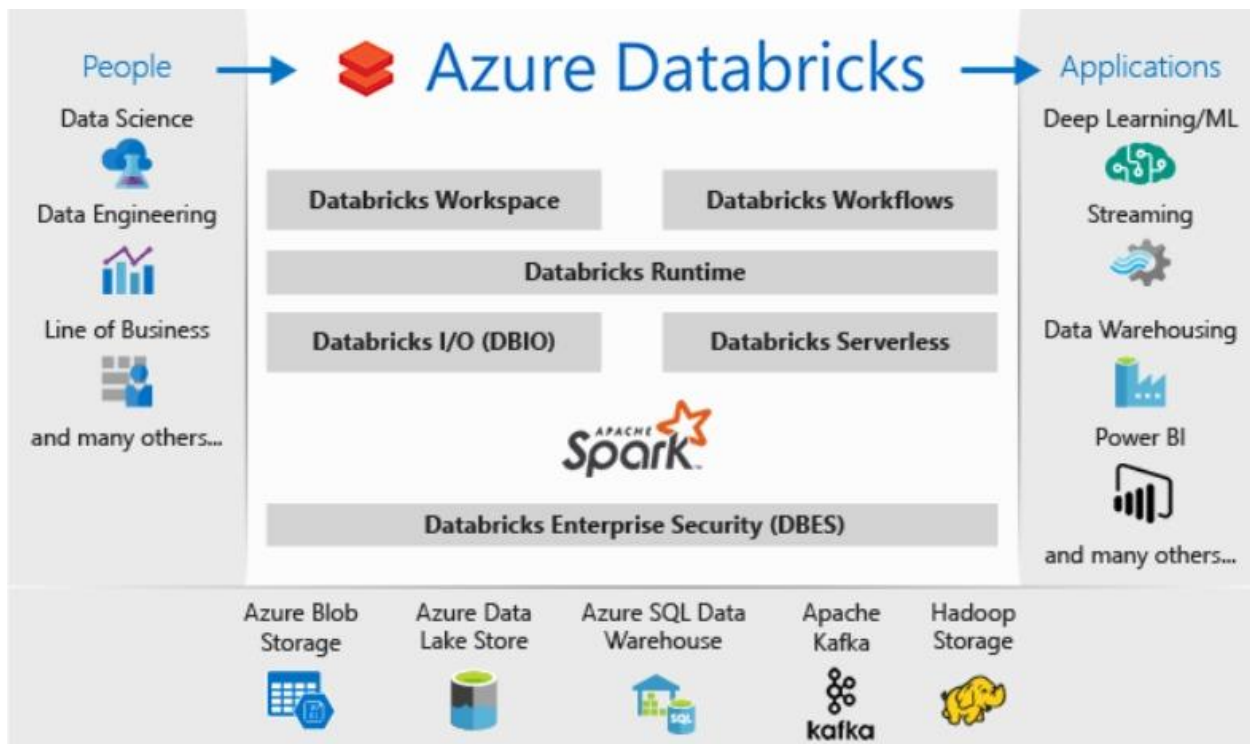 People
Azure Databricks
Applications
Data Science
Data Engineering
Line of Business
and many others...
Databricks Workspace
Databricks Workflows
Databricks Runtime
Databricks I/O (DBIO)
Databricks Serverless
APACHE
Spark™
Databricks Enterprise Security (DBES)
Deep Learning/ML
Streaming
Data Warehousing
Power BI
and many others...
Azure Blob
Storage
Azure Data
Lake Store
Azure SQL Data
Warehouse
SQL
Apache
Kafka
kafka
Hadoop
Storage